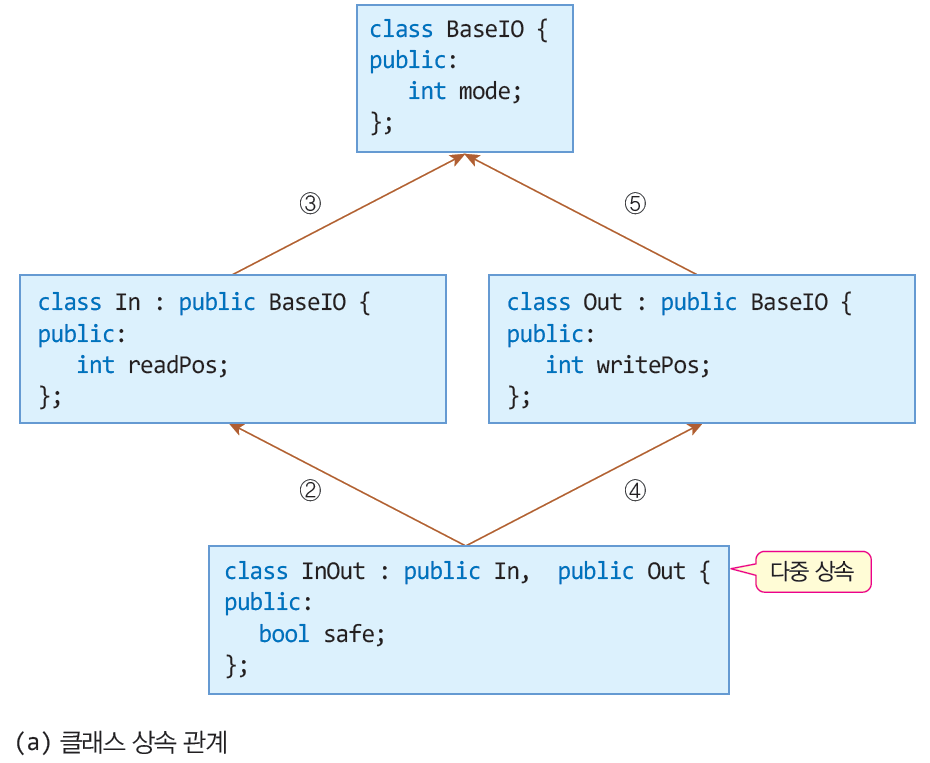 class BaseIO {
public:
int mode;
};
③
⑤
class In : public BaseIO {
public:
int readPos;
};
class Out : public BaseIO {
public:
int writePos;
};
②
④
class InOut : public In, public Out {
public:
bool safe;
};
다중 상속
(a) 클래스 상속 관계